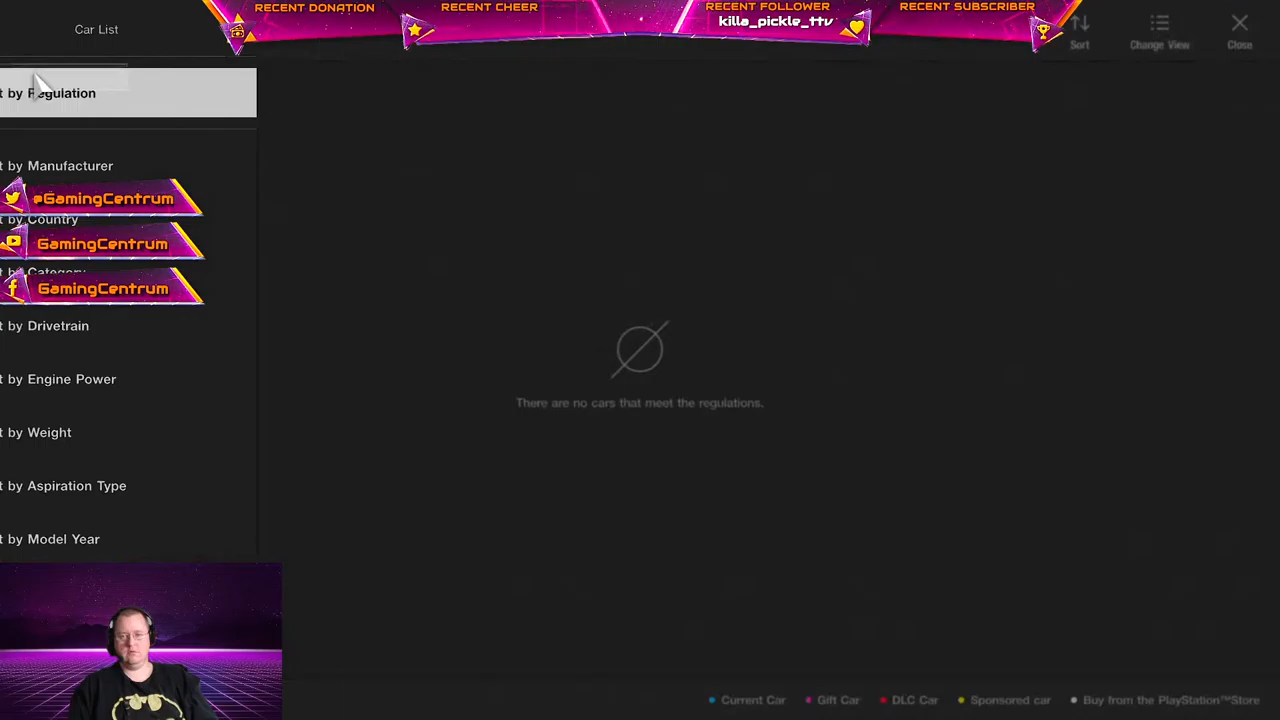 RECENT DONATION
RECENT CHEER
RECENT FOLLOWER
killa_pickle_ttv
RECENT SUBSCRIBER
Car List
Sort
Change View
Close
t by Regulation
t by Manufacturer
@GamingCentrum
t by Country
GamingCentrum
t by Category
GamingCentrum
t by Drivetrain
t by Engine Power
t by Weight
t by Aspiration Type
t by Model Year
There are no cars that meet the regulations.
Current Car
Gift Car
DLC Car
Sponsored car
Buy from the PlayStation™Store